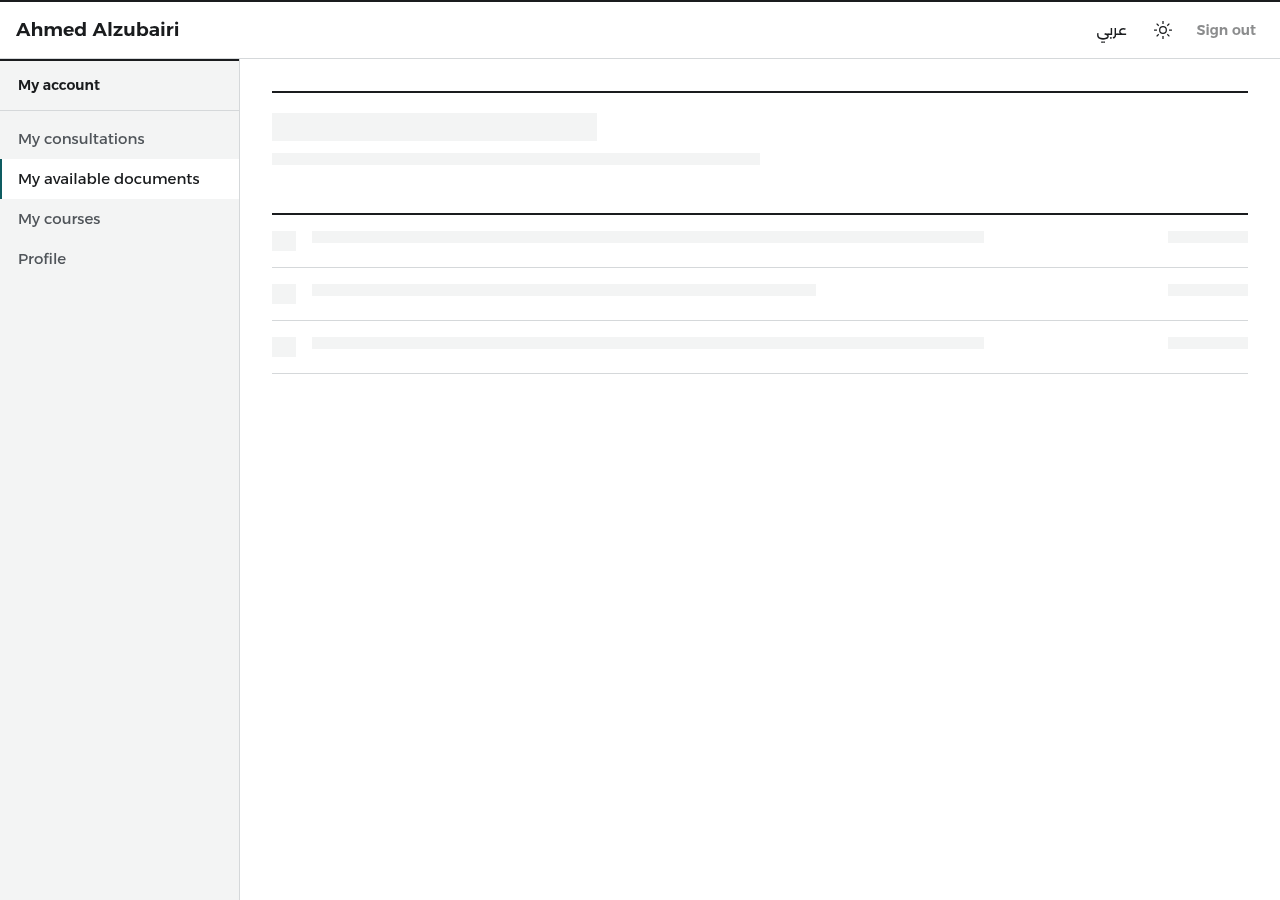 Ahmed Alzubairi
عربي
Sign out
My account
My consultations
My available documents
My courses
Profile